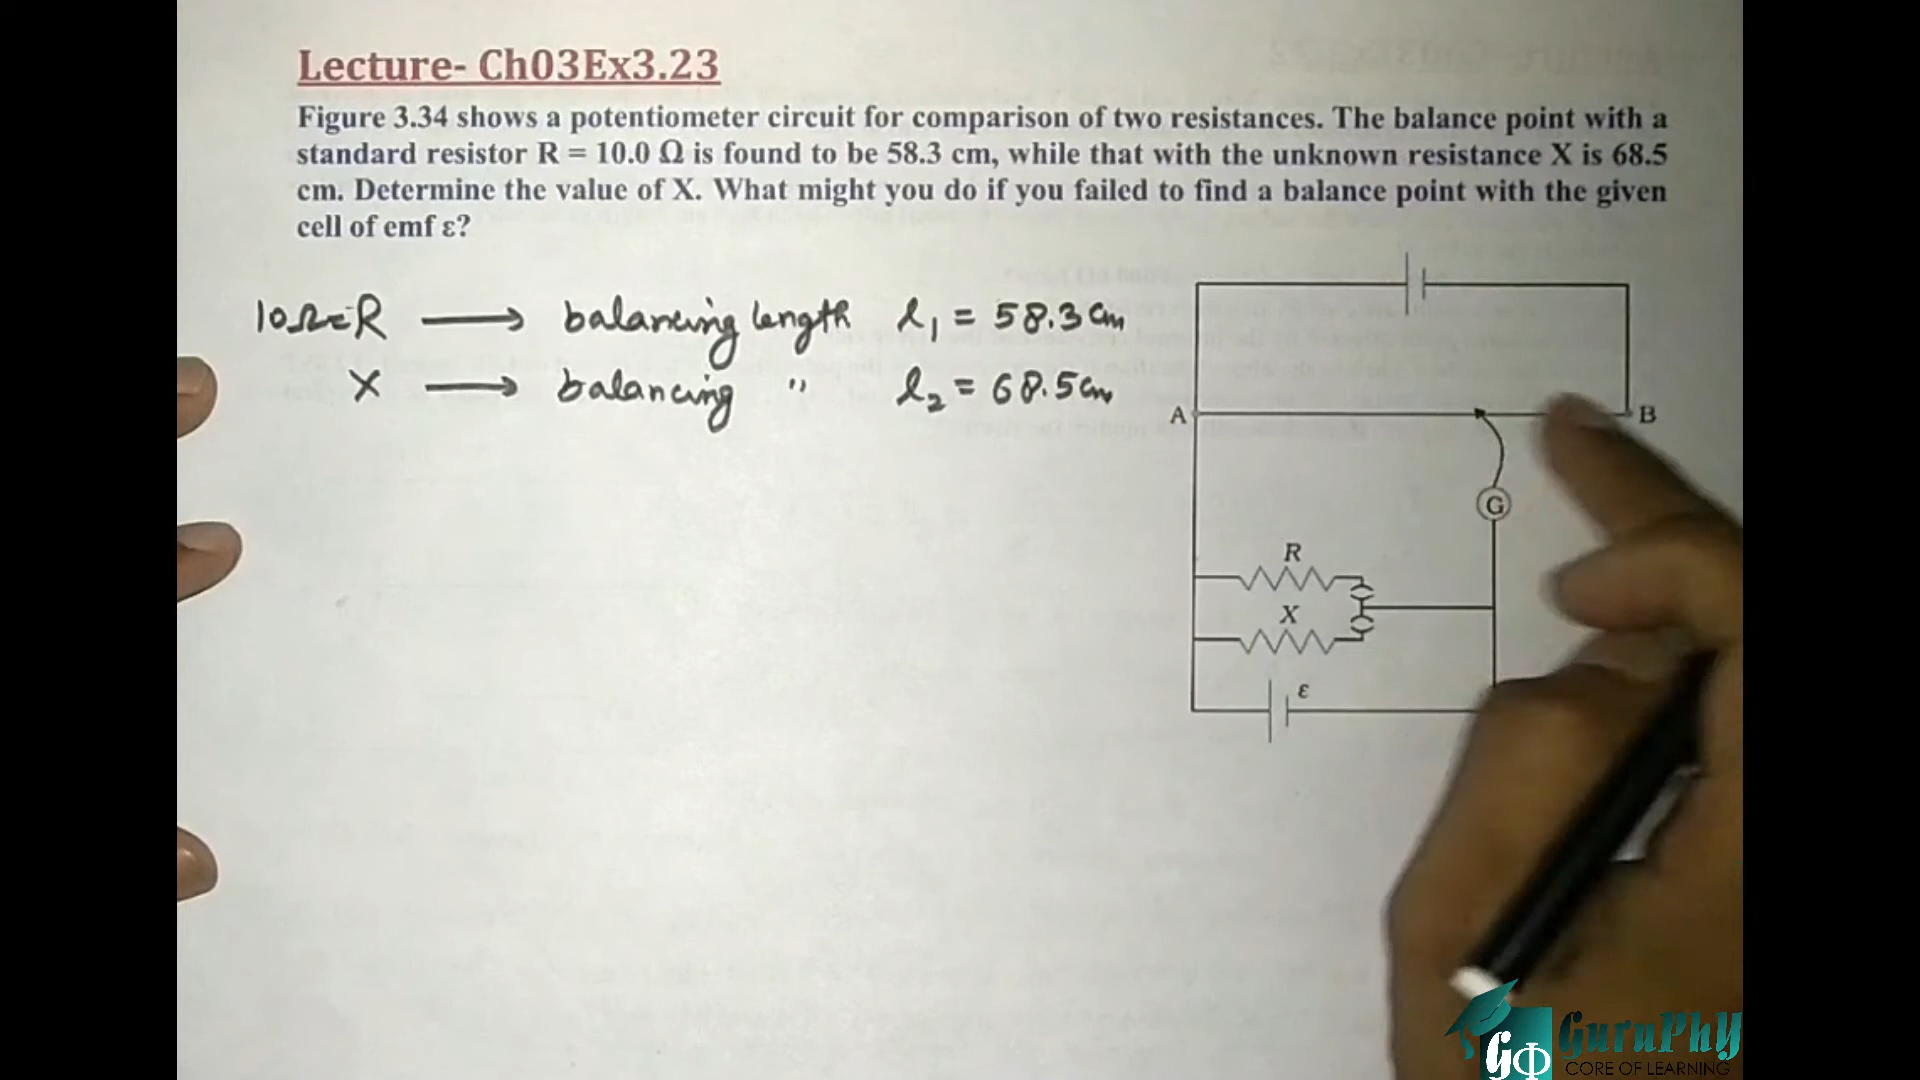 Lecture- Ch03Ex3.23
Figure 3.34 shows a potentiometer circuit for comparison of two resistances. The balance point with a
standard resistor R = 10.0 Ω is found to be 58.3 cm, while that with the unknown resistance X is 68.5
cm. Determine the value of X. What might you do if you failed to find a balance point with the given
cell of emf ε?
10Ω=R → balancing length l₁ = 58.3cm
X → balancing " l₂ = 68.5cm
A
B
G
R
X
ε
GΦ GuruPhY
CORE OF LEARNING